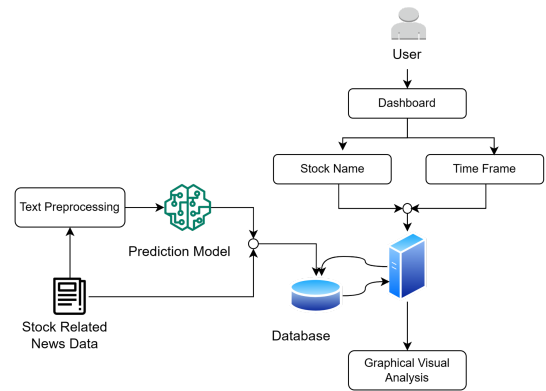 User
Dashboard
Stock Name
Time Frame
Text Preprocessing
Prediction Model
Stock Related
News Data
Database
Graphical Visual
Analysis